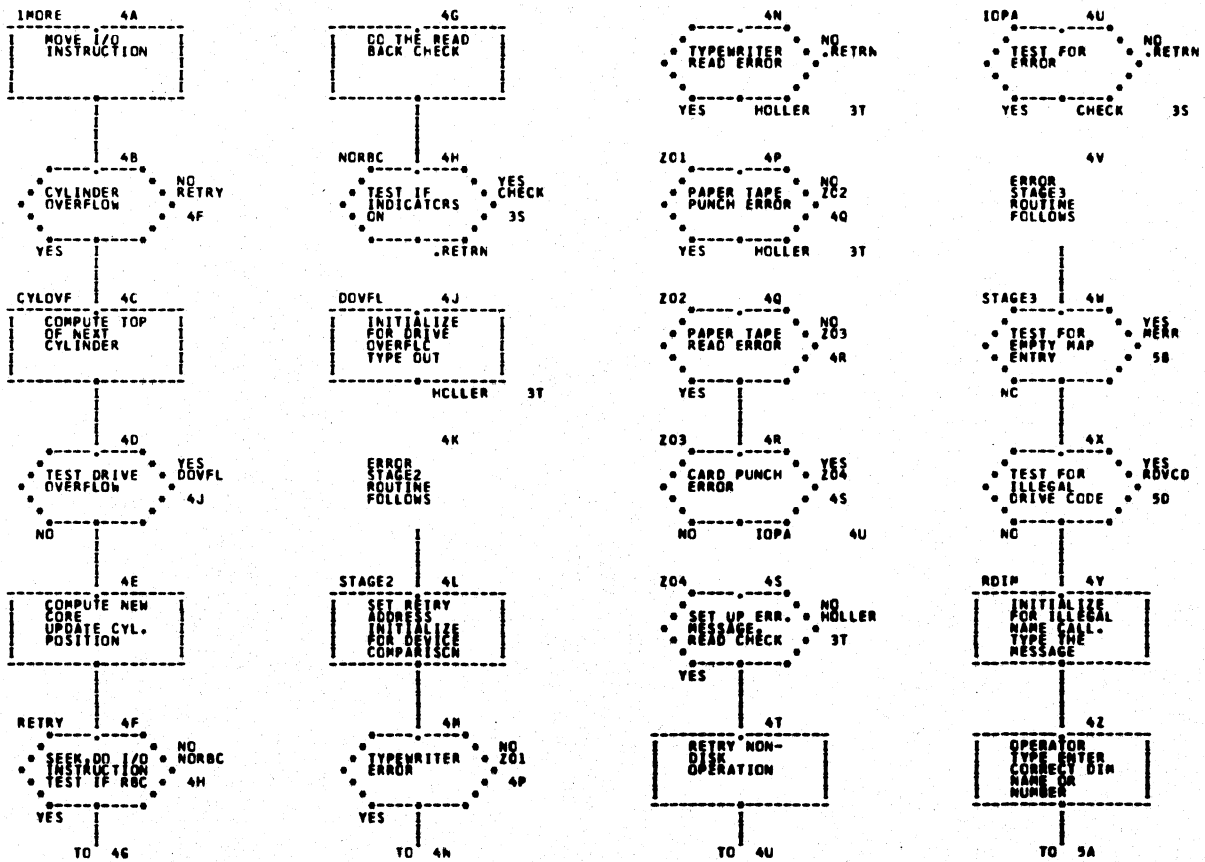 1MORE 4A
MOVE I/O
INSTRUCTION
4B
CYLINDER
OVERFLOW
NO
RETRY
4F
YES
CYLOVF 4C
COMPUTE TOP
OF NEXT
CYLINDER
4D
TEST DRIVE
OVERFLOW
YES
DOVFL
4J
NO
4E
COMPUTE NEW
CORE
UPDATE CYL.
POSITION
RETRY 4F
SEEK,DO I/O
INSTRUCTION
TEST IF RBC
NO
NORBC
4H
YES
TO 4G
4G
DO THE READ
BACK CHECK
NORBC 4H
TEST IF
INDICATORS
ON
YES
CHECK
3S
.RETRN
DOVFL 4J
INITIALIZE
FOR DRIVE
OVERFLC
TYPE OUT
HOLLER 3T
4K
ERROR
STAGE2
ROUTINE
FOLLOWS
STAGE2 4L
SET RETRY
ADDRESS
INITIALIZE
FOR DEVICE
COMPARISON
4M
TYPEWRITER
ERROR
NO
Z01
4P
YES
TO 4N
4N
TYPEWRITER
READ ERROR
NO
.RETRN
YES HOLLER 3T
Z01 4P
PAPER TAPE
PUNCH ERROR
NO
Z02
4Q
YES HOLLER 3T
Z02 4Q
PAPER TAPE
READ ERROR
NO
Z03
4R
YES
Z03 4R
CARD PUNCH
ERROR
YES
Z04
4S
NO IOPA 4U
Z04 4S
SET UP ERR.
MESSAGE.
READ CHECK
NO
HOLLER
3T
YES
4T
RETRY NON-
DISK
OPERATION
TO 4U
IOPA 4U
TEST FOR
ERROR
NO
.RETRN
YES CHECK 3S
4V
ERROR
STAGE3
ROUTINE
FOLLOWS
STAGE3 4W
TEST FOR
EMPTY MAP
ENTRY
YES
MERR
5B
NO
4X
TEST FOR
ILLEGAL
DRIVE CODE
YES
RDVCD
5D
NO
RDIM 4Y
INITIALIZE
FOR ILLEGAL
NAME CALL.
TYPE THE
MESSAGE
4Z
OPERATOR
TYPE ENTER
CORRECT DIM
NAME OR
NUMBER
TO 5A